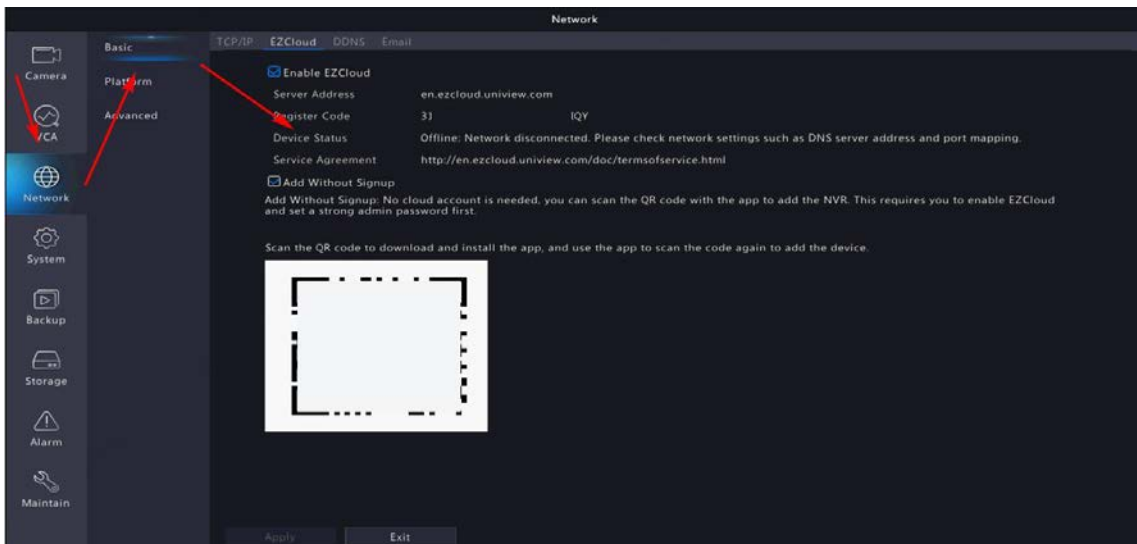 Network
Camera
VCA
Network
System
Backup
Storage
Alarm
Maintain
Basic
Platform
Advanced
TCP/IP EZCloud DDNS Email
Enable EZCloud
Server Address en.ezcloud.uniview.com
Register Code 3J IQY
Device Status Offline: Network disconnected. Please check network settings such as DNS server address and port mapping.
Service Agreement http://en.ezcloud.uniview.com/doc/termsofservice.html
Add Without Signup
Add Without Signup: No cloud account is needed, you can scan the QR code with the app to add the NVR. This requires you to enable EZCloud
and set a strong admin password first.
Scan the QR code to download and install the app, and use the app to scan the code again to add the device.
Apply Exit